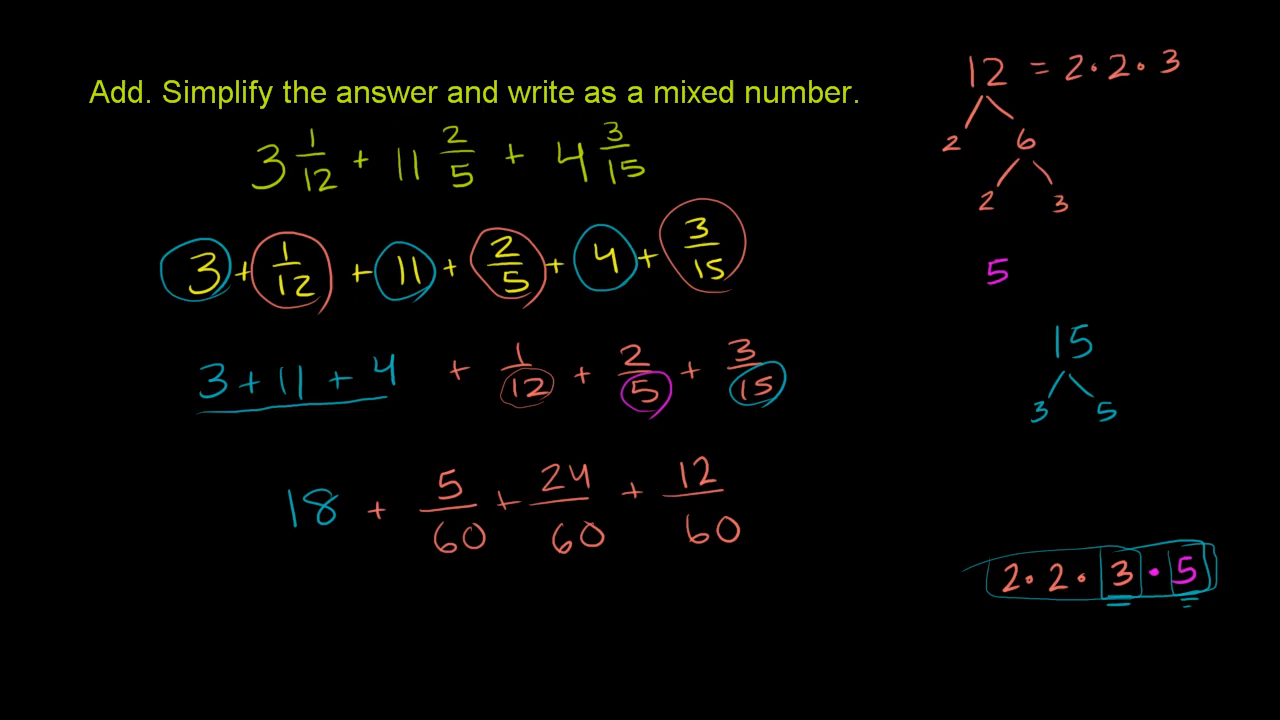 Add. Simplify the answer and write as a mixed number.
3 1/12 + 11 2/5 + 4 3/15
3 + 1/12 + 11 + 2/5 + 4 + 3/15
3 + 11 + 4 + 1/12 + 2/5 + 3/15
18 + 5/60 + 24/60 + 12/60
12 = 2 · 2 · 3
2 6
2 3
5
15
3 5
2 · 2 · 3 · 5